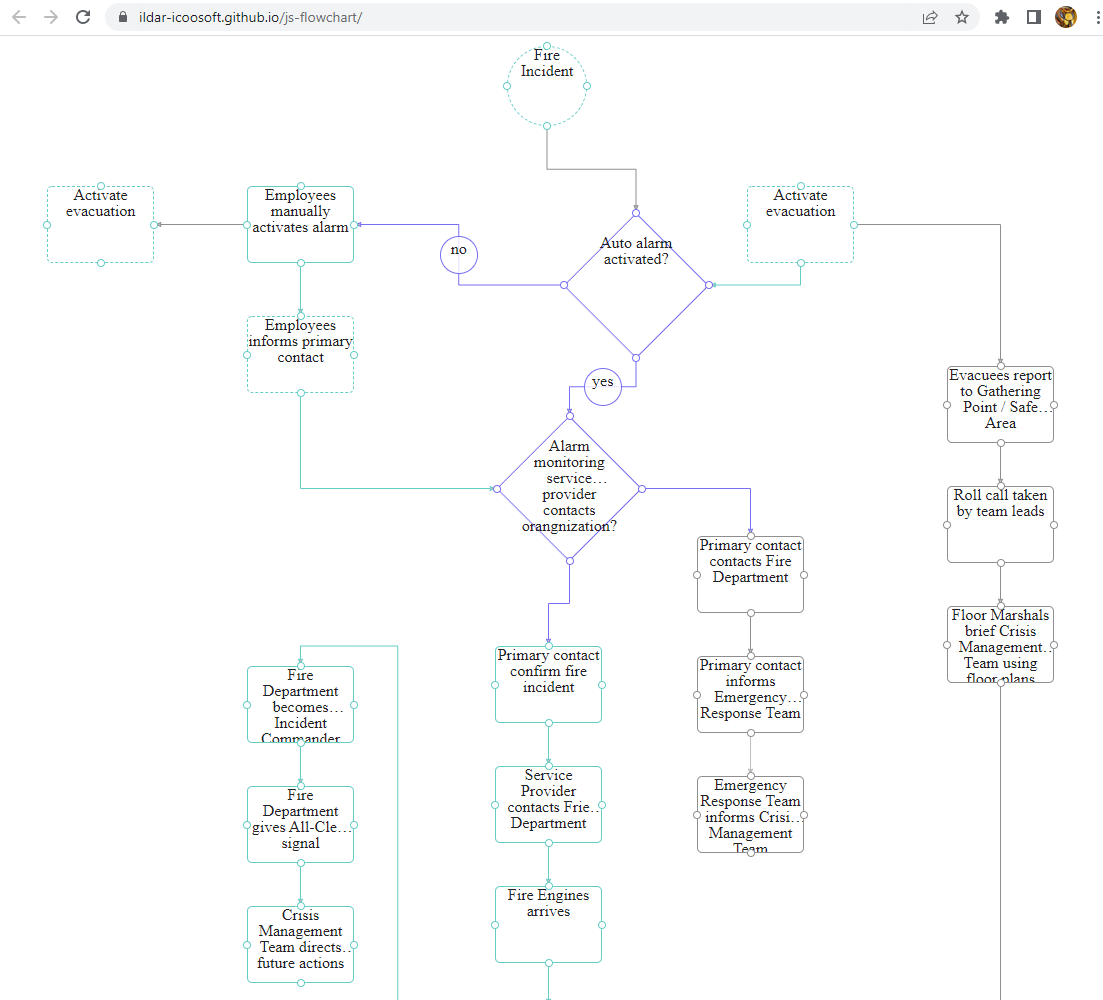 ildar-icoosoft.github.io/js-flowchart/
Fire
Incident
Activate
evacuation
Employees
manually
activates alarm
no
Auto alarm
activated?
Activate
evacuation
Employees
informs primary
contact
yes
Evacuees report
to Gathering
Point / Safe…
Area
Alarm
monitoring
service…
provider
contacts
orangnization?
Roll call taken
by team leads
Primary contact
contacts Fire
Department
Floor Marshals
brief Crisis
Management…
Team using
floor plans
Primary contact
confirm fire
incident
Primary contact
informs
Emergency…
Response Team
Fire
Department
becomes…
Incident
Commander
Service
Provider
contacts Frie…
Department
Emergency
Response Team
informs Crisi…
Management
Team
Fire
Department
gives All-Cle…
signal
Fire Engines
arrives
Crisis
Management
Team directs…
future actions